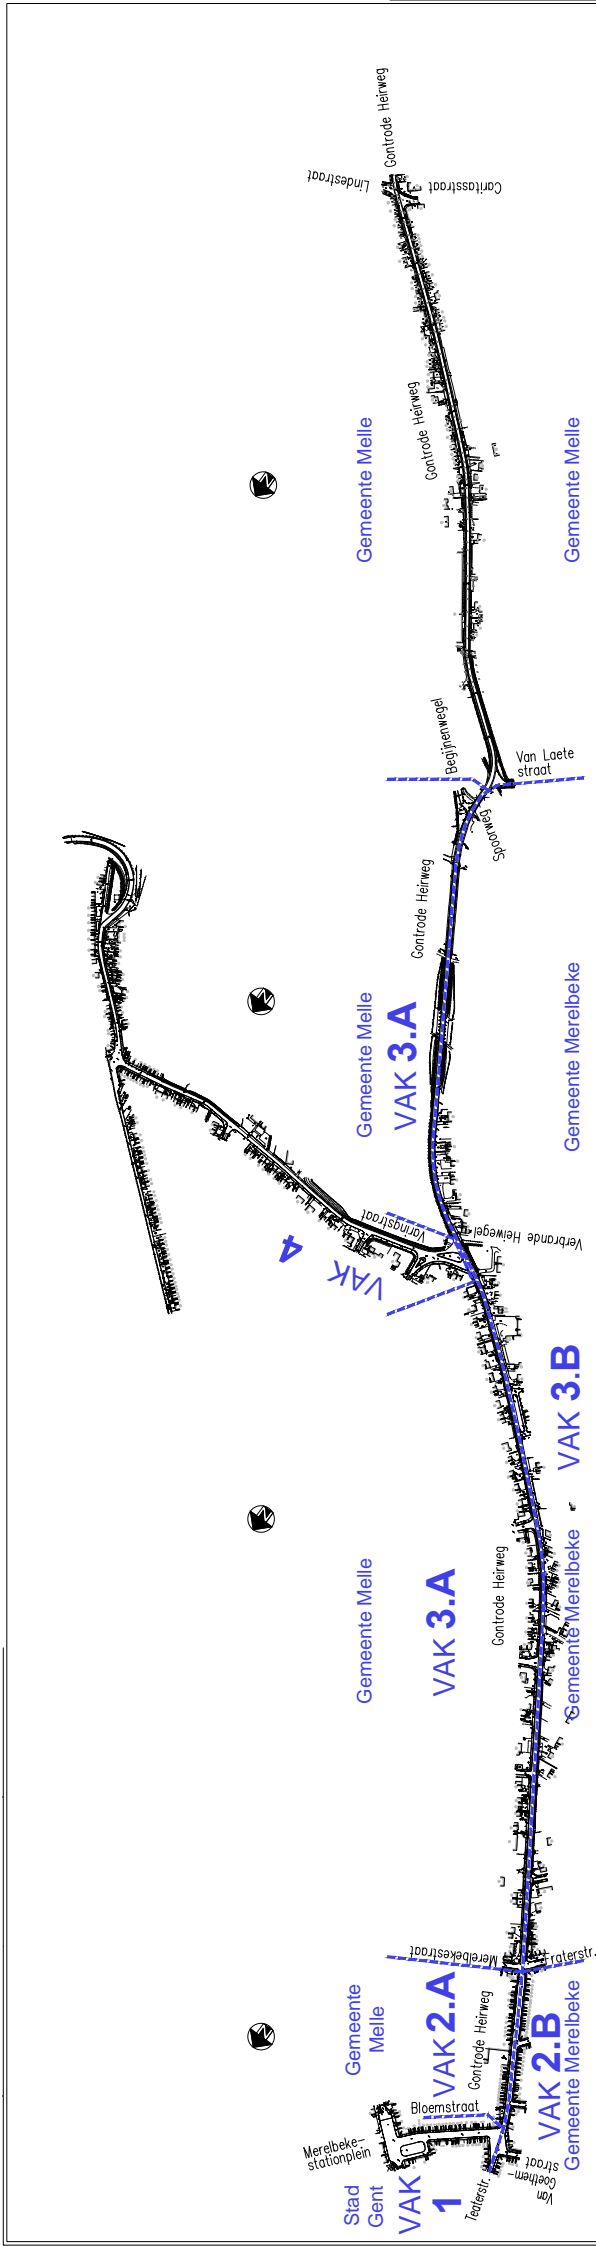 Gontrode Heirweg
Lindestraat
Caritasstraat
Gontrode Heirweg
Gemeente Melle
Gemeente Melle
Begijnenwegel
Van Laete
straat
Spoorweg
Gontrode Heirweg
Gemeente Melle
VAK 3.A
Gemeente Merelbeke
Varingstraat
Verbrande Heiwegel
VAK 4
VAK 3.B
Gemeente Melle
VAK 3.A
Gontrode Heirweg
Gemeente Merelbeke
Merelbekestraat
Fraterstr.
Gemeente
Melle
VAK 2.A
Gontrode Heirweg
VAK 2.B
Gemeente Merelbeke
Bloemstraat
Merelbeke-
stationplein
Stad
Gent
VAK
1
Teaterstr.
Van
Goethem-
straat